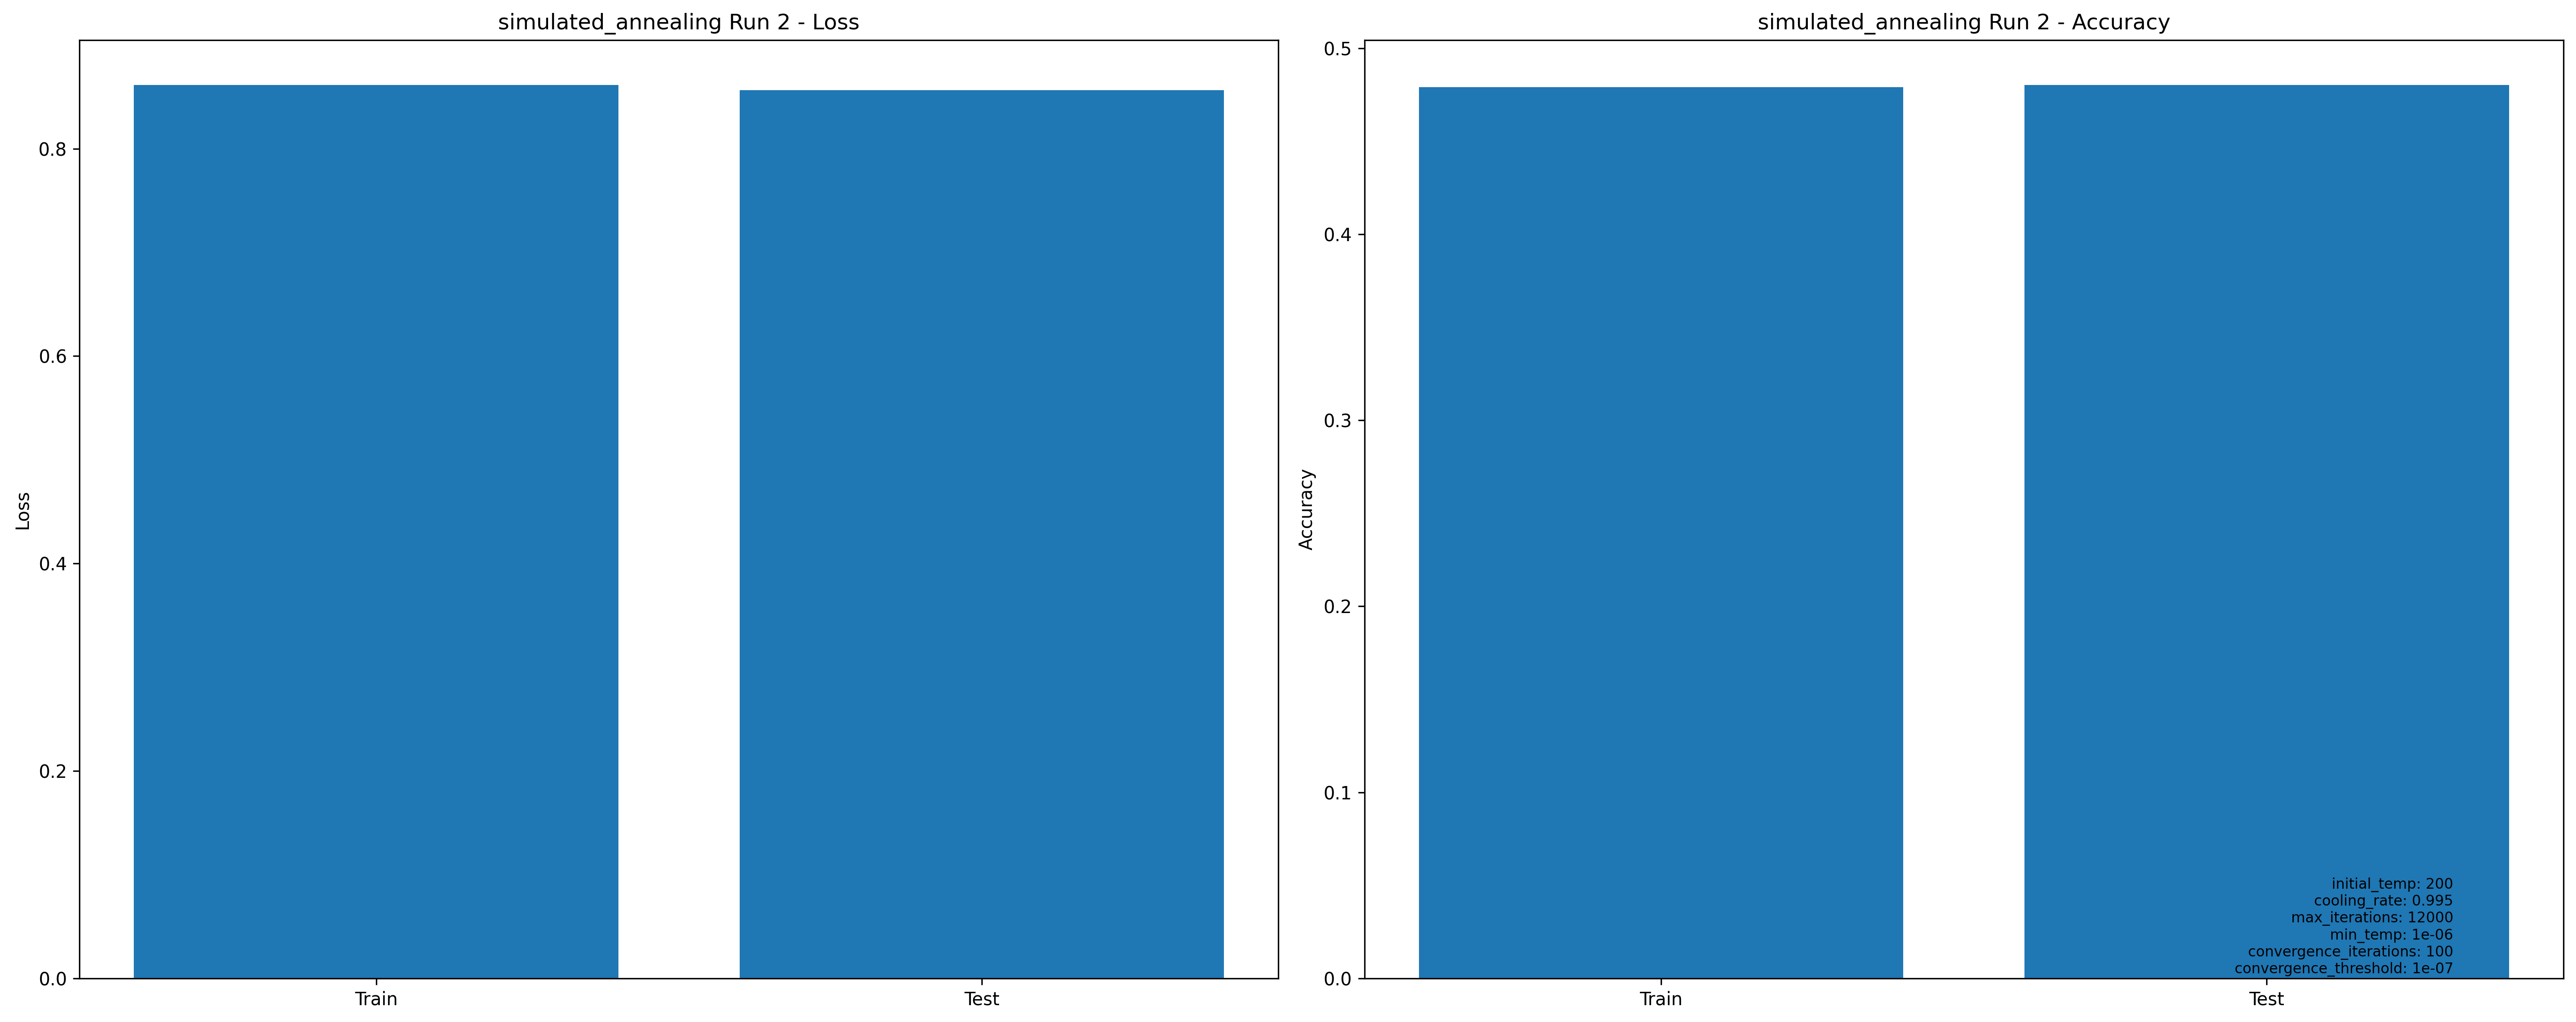 simulated_annealing Run 2 - Loss
Loss
0.8
0.6
0.4
0.2
0.0
Train
Test
simulated_annealing Run 2 - Accuracy
Accuracy
0.5
0.4
0.3
0.2
0.1
0.0
Train
Test
initial_temp: 200
cooling_rate: 0.995
max_iterations: 12000
min_temp: 1e-06
convergence_iterations: 100
convergence_threshold: 1e-07